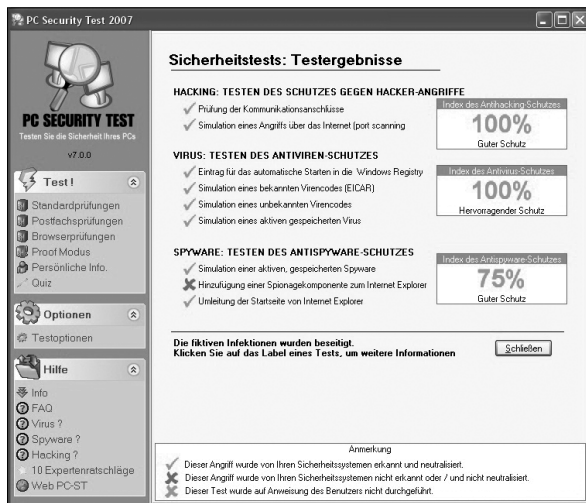 PC Security Test 2007
PC SECURITY TEST
Testen Sie die Sicherheit Ihres PCs
v7.0.0
Test!
Standardprüfungen
Postfachsprüfungen
Browserprüfungen
Proof Modus
Persönliche Info.
Quiz
Optionen
Testoptionen
Hilfe
Info
FAQ
Virus ?
Spyware ?
Hacking ?
10 Expertenratschläge
Web PC-ST
Sicherheitstests: Testergebnisse
HACKING: TESTEN DES SCHUTZES GEGEN HACKER-ANGRIFFE
Prüfung der Kommunikationsanschlüsse
Simulation eines Angriffs über das Internet (port scanning
Index des Antihacking-Schutzes
100%
Guter Schutz
VIRUS: TESTEN DES ANTIVIREN-SCHUTZES
Eintrag für das automatische Starten in die Windows Registry
Simulation eines bekannten Virencodes (EICAR)
Simulation eines unbekannten Virencodes
Simulation eines aktiven gespeicherten Virus
Index des Antivirus-Schutzes
100%
Hervorragender Schutz
SPYWARE: TESTEN DES ANTISPYWARE-SCHUTZES
Simulation einer aktiven, gespeicherten Spyware
Hinzufügung einer Spionagekomponente zum Internet Explorer
Umleitung der Startseite von Internet Explorer
Index des Antispyware-Schutzes
75%
Guter Schutz
Die fiktiven Infektionen wurden beseitigt.
Klicken Sie auf das Label eines Tests, um weitere Informationen
Schließen
Anmerkung
Dieser Angriff wurde von Ihren Sicherheitssystemen erkannt und neutralisiert.
Dieser Angriff wurde von Ihren Sicherheitssystemen nicht erkannt oder / und nicht neutralisiert.
Dieser Test wurde auf Anweisung des Benutzers nicht durchgeführt.